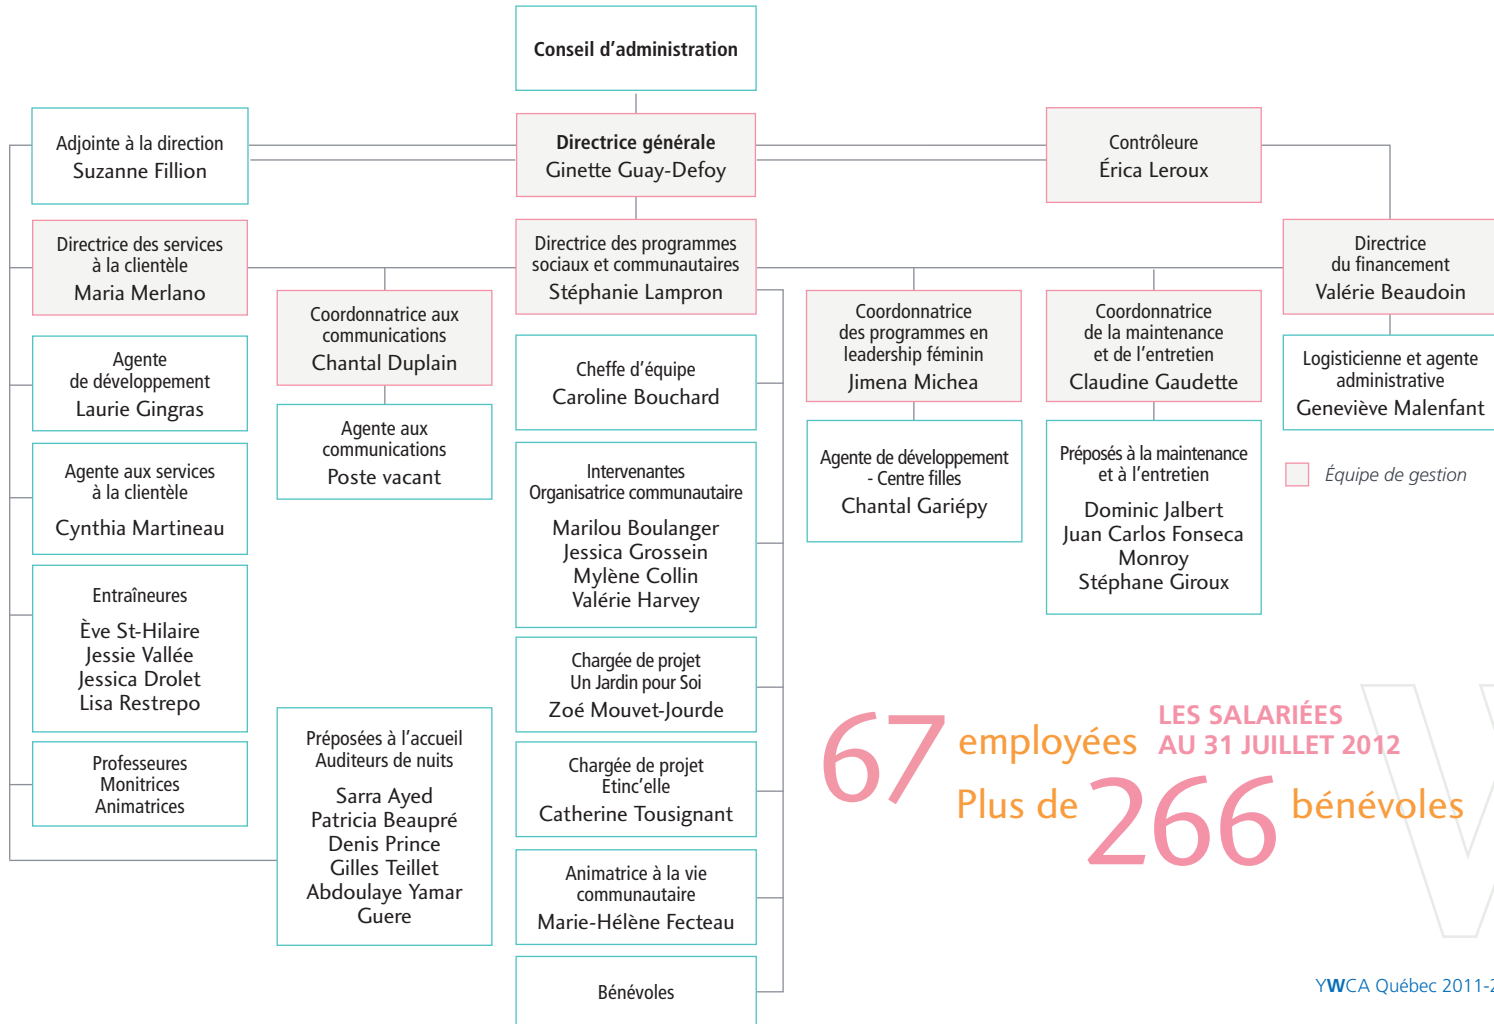 Conseil d'administration
Adjointe à la direction
Suzanne Fillion
Directrice générale
Ginette Guay-Defoy
Contrôleure
Érica Leroux
Directrice des services
à la clientèle
Maria Merlano
Directrice des programmes
sociaux et communautaires
Stéphanie Lampron
Directrice
du financement
Valérie Beaudoin
Coordonnatrice aux
communications
Chantal Duplain
Coordonnatrice
des programmes en
leadership féminin
Jimena Michea
Coordonnatrice
de la maintenance
et de l'entretien
Claudine Gaudette
Agente
de développement
Laurie Gingras
Cheffe d'équipe
Caroline Bouchard
Logisticienne et agente
administrative
Geneviève Malenfant
Agente aux
communications
Poste vacant
Agente de développement
- Centre filles
Chantal Gariépy
Préposés à la maintenance
et à l'entretien
Dominic Jalbert
Juan Carlos Fonseca
Monroy
Stéphane Giroux
Équipe de gestion
Agente aux services
à la clientèle
Cynthia Martineau
Intervenantes
Organisatrice communautaire
Marilou Boulanger
Jessica Grossein
Mylène Collin
Valérie Harvey
Entraîneures
Ève St-Hilaire
Jessie Vallée
Jessica Drolet
Lisa Restrepo
Chargée de projet
Un Jardin pour Soi
Zoé Mouvet-Jourde
Préposées à l'accueil
Auditeurs de nuits
Sarra Ayed
Patricia Beaupré
Denis Prince
Gilles Teillet
Abdoulaye Yamar
Guere
Professeures
Monitrices
Animatrices
Chargée de projet
Etinc'elle
Catherine Tousignant
Animatrice à la vie
communautaire
Marie-Hélène Fecteau
Bénévoles
67 employées
LES SALARIÉES
AU 31 JUILLET 2012
Plus de 266 bénévoles
YWCA Québec 2011-2